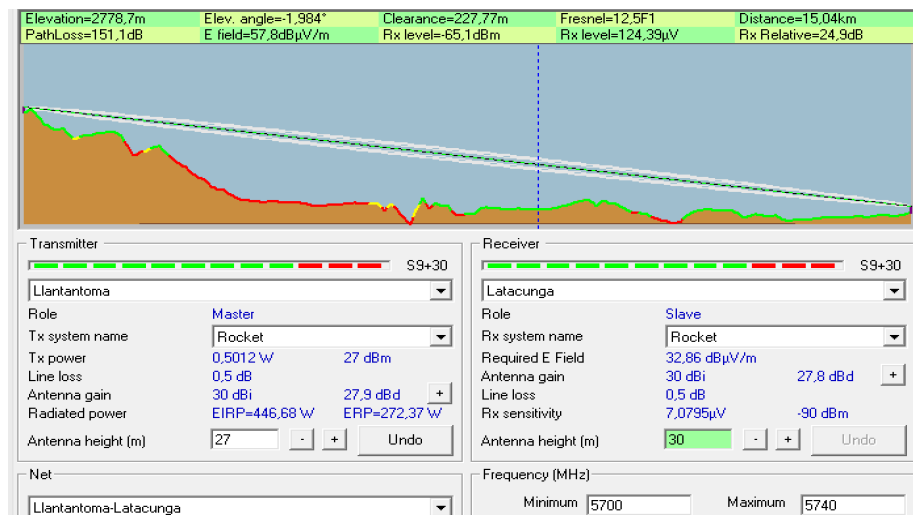 Elevation=2778,7m Elev. angle=-1,984° Clearance=227,77m Fresnel=12,5F1 Distance=15,04km
PathLoss=151,1dB E field=57,8dBµV/m Rx level=-65,1dBm Rx level=124,39µV Rx Relative=24,9dB
Transmitter
S9+30
Llantantoma
Role Master
Tx system name Rocket
Tx power 0,5012 W 27 dBm
Line loss 0,5 dB
Antenna gain 30 dBi 27,9 dBd +
Radiated power EIRP=446,68 W ERP=272,37 W
Antenna height (m) 27 - + Undo
Receiver
S9+30
Latacunga
Role Slave
Rx system name Rocket
Required E Field 32,86 dBµV/m
Antenna gain 30 dBi 27,8 dBd +
Line loss 0,5 dB
Rx sensitivity 7,0795µV -90 dBm
Antenna height (m) 30 - + Undo
Net
Llantantoma-Latacunga
Frequency (MHz)
Minimum 5700 Maximum 5740